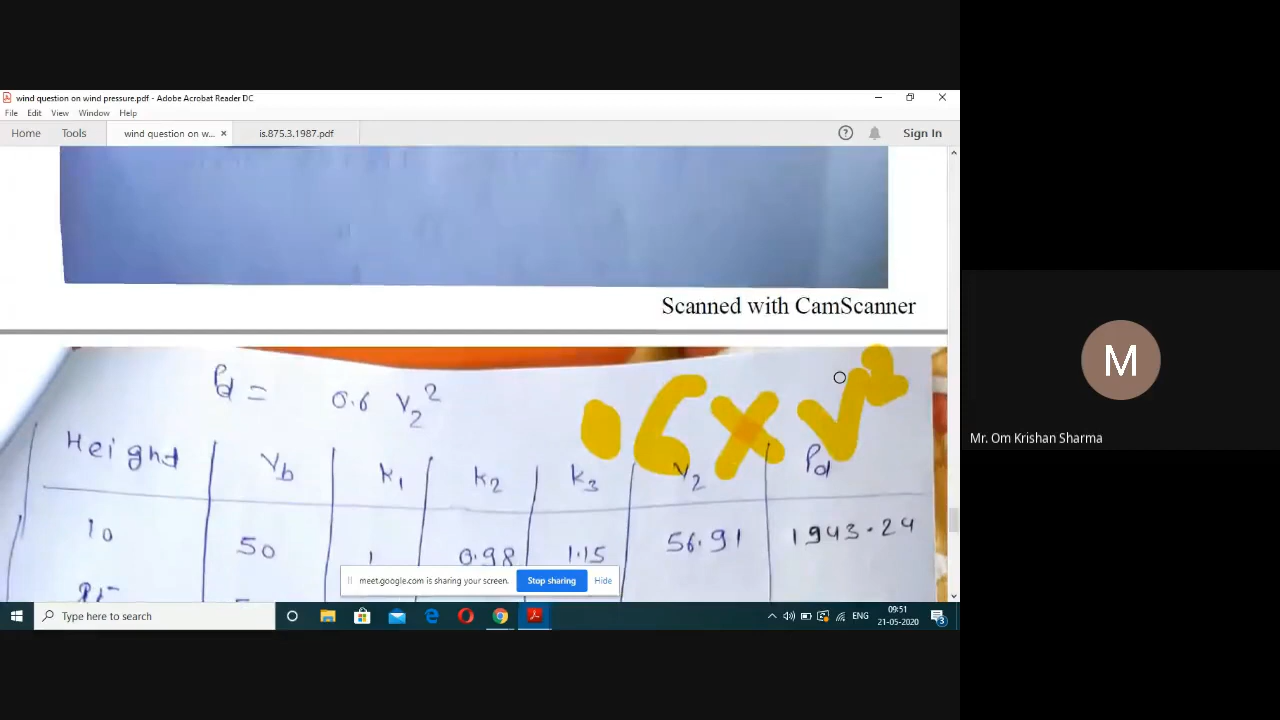 wind question on wind pressure.pdf - Adobe Acrobat Reader DC
File Edit View Window Help
Home Tools wind question on w... × is.875.3.1987.pdf Sign In
Scanned with CamScanner
Pd = 0.6 V2²
.6 x V²
Height Vb K1 K2 K3 V2 Pd
10 50 1 0.98 1.15 56.91 1943.24
M
Mr. Om Krishan Sharma
meet.google.com is sharing your screen. Stop sharing Hide
Type here to search
ENG
09:51
21-05-2020
3